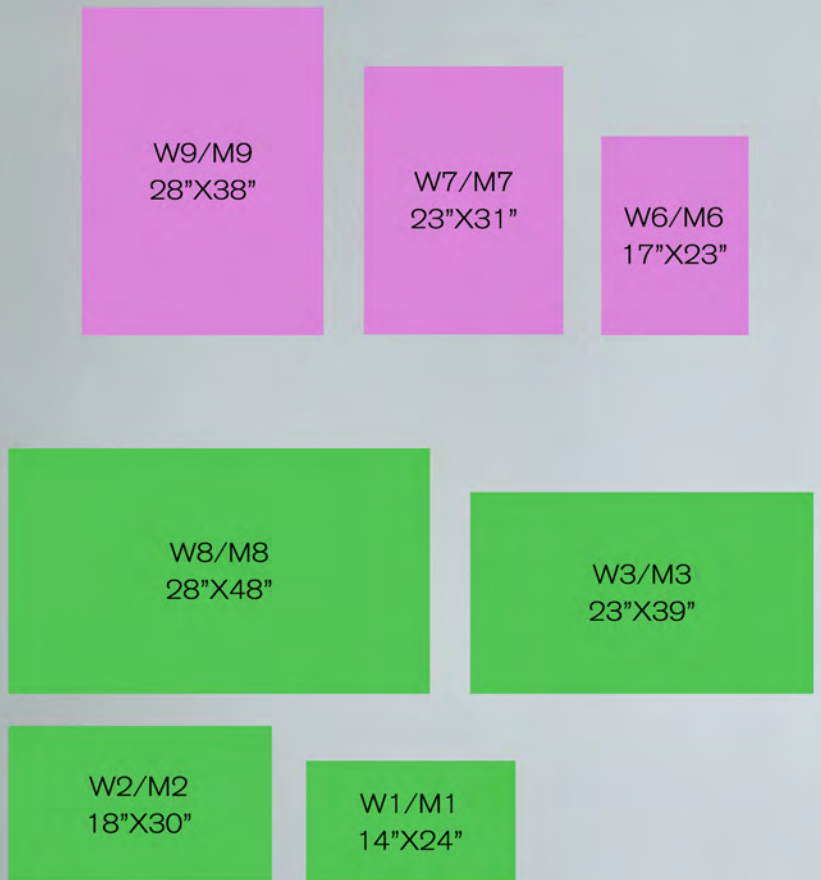 W9/M9
28”X38”
W7/M7
23”X31”
W6/M6
17”X23”
W8/M8
28”X48”
W3/M3
23”X39”
W2/M2
18”X30”
W1/M1
14”X24”